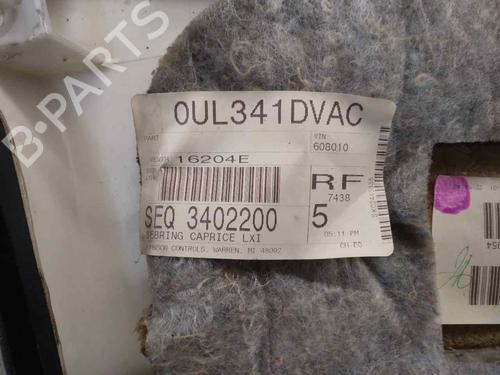 B-PARTS
0UL341DVAC
PART
VIN
608010
16204E
RF
7438
SEQ 3402200
5
SEBRING CAPRICE LXI
05:11 PM
JOHNSON CONTROLS, WARREN, MI 48092
054